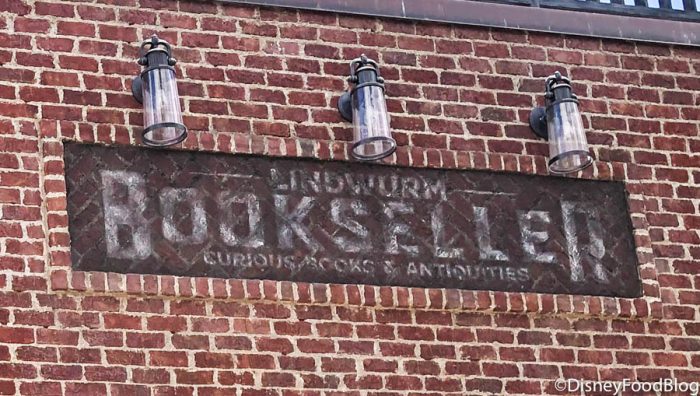 LINDWURM
BOOKSELLER
CURIOUS BOOKS & ANTIQUITIES
©DisneyFoodBlog